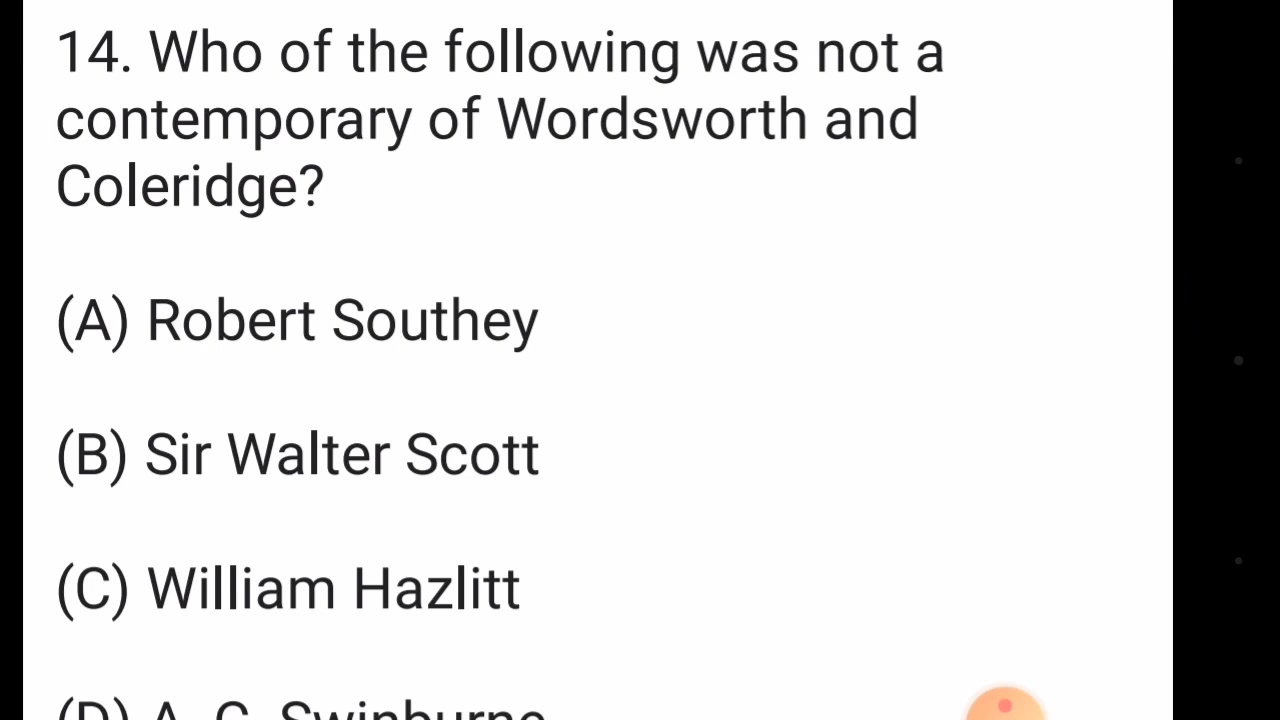 14. Who of the following was not a
contemporary of Wordsworth and
Coleridge?
(A) Robert Southey
(B) Sir Walter Scott
(C) William Hazlitt
(D) A. C. Swinburne